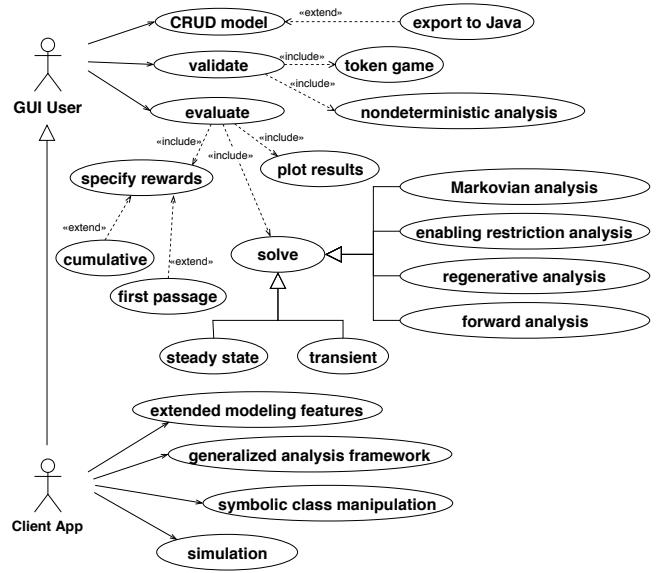 CRUD model
«extend»
export to Java
validate
«include»
token game
GUI User
«include»
nondeterministic analysis
evaluate
«include»
«include»
plot results
specify rewards
Markovian analysis
«extend»
enabling restriction analysis
cumulative
solve
«extend»
regenerative analysis
first passage
forward analysis
steady state
transient
extended modeling features
generalized analysis framework
Client App
symbolic class manipulation
simulation